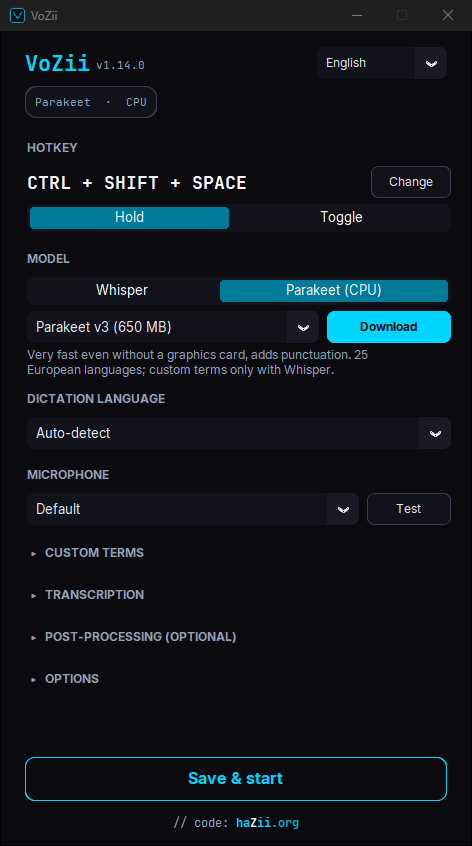 VoZii
VoZii v1.14.0
English
Parakeet · CPU
HOTKEY
CTRL + SHIFT + SPACE
Change
Hold
Toggle
MODEL
Whisper
Parakeet (CPU)
Parakeet v3 (650 MB)
Download
Very fast even without a graphics card, adds punctuation. 25
European languages; custom terms only with Whisper.
DICTATION LANGUAGE
Auto-detect
MICROPHONE
Default
Test
CUSTOM TERMS
TRANSCRIPTION
POST-PROCESSING (OPTIONAL)
OPTIONS
Save & start
// code: haZii.org